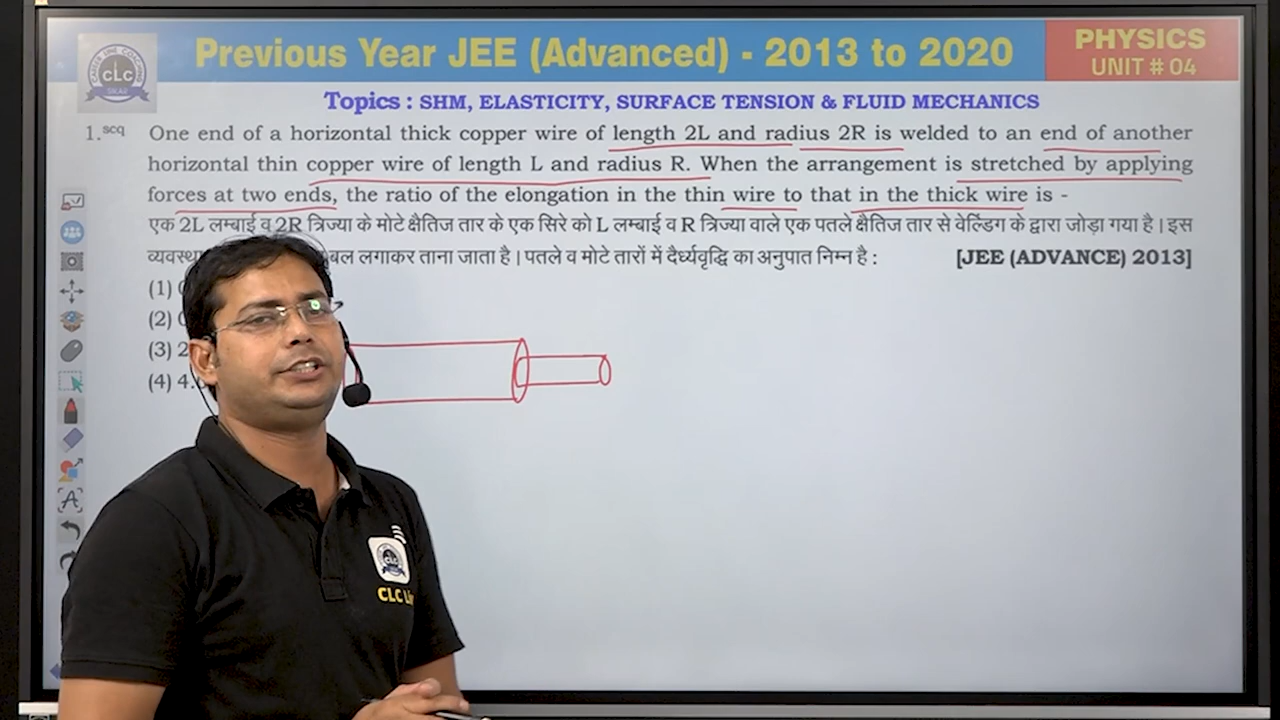 Previous Year JEE (Advanced) - 2013 to 2020
PHYSICS
UNIT # 04
CLC
SIKAR
Topics : SHM, ELASTICITY, SURFACE TENSION & FLUID MECHANICS
1.scq One end of a horizontal thick copper wire of length 2L and radius 2R is welded to an end of another
horizontal thin copper wire of length L and radius R. When the arrangement is stretched by applying
forces at two ends, the ratio of the elongation in the thin wire to that in the thick wire is -
एक 2L लम्बाई व 2R त्रिज्या के मोटे क्षैतिज तार के एक सिरे को L लम्बाई व R त्रिज्या वाले एक पतले क्षैतिज तार से वेल्डिंग के द्वारा जोड़ा गया है। इस
बल लगाकर ताना जाता है। पतले व मोटे तारों में दैर्ध्यवृद्धि का अनुपात निम्न है :
[JEE (ADVANCE) 2013]
(1)
(2)
(3) 2
(4) 4.
A
CLC